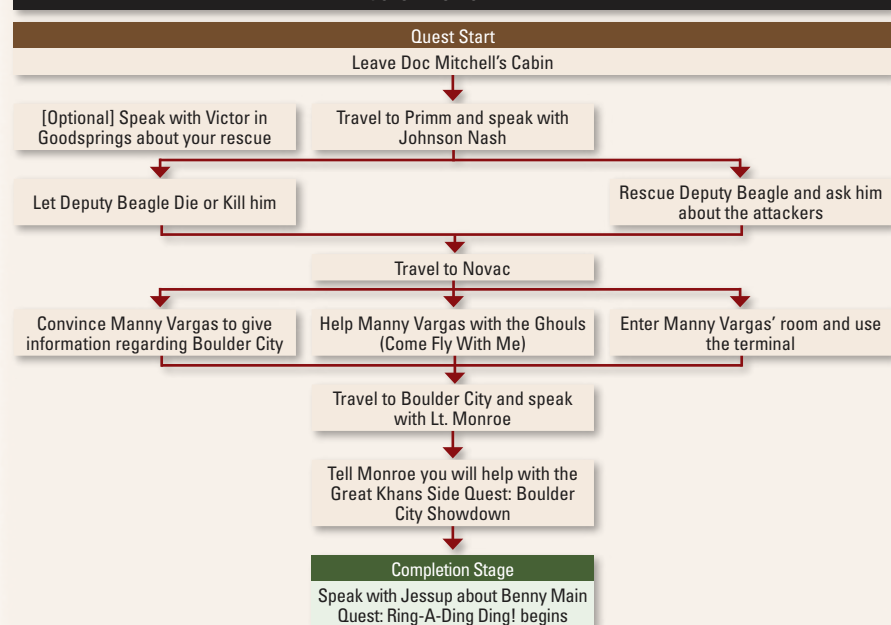 Quest Start
Leave Doc Mitchell's Cabin
[Optional] Speak with Victor in
Goodsprings about your rescue
Travel to Primm and speak with
Johnson Nash
Let Deputy Beagle Die or Kill him
Rescue Deputy Beagle and ask him
about the attackers
Travel to Novac
Convince Manny Vargas to give
information regarding Boulder City
Help Manny Vargas with the Ghouls
(Come Fly With Me)
Enter Manny Vargas' room and use
the terminal
Travel to Boulder City and speak
with Lt. Monroe
Tell Monroe you will help with the
Great Khans Side Quest: Boulder
City Showdown
Completion Stage
Speak with Jessup about Benny Main
Quest: Ring-A-Ding Ding! begins